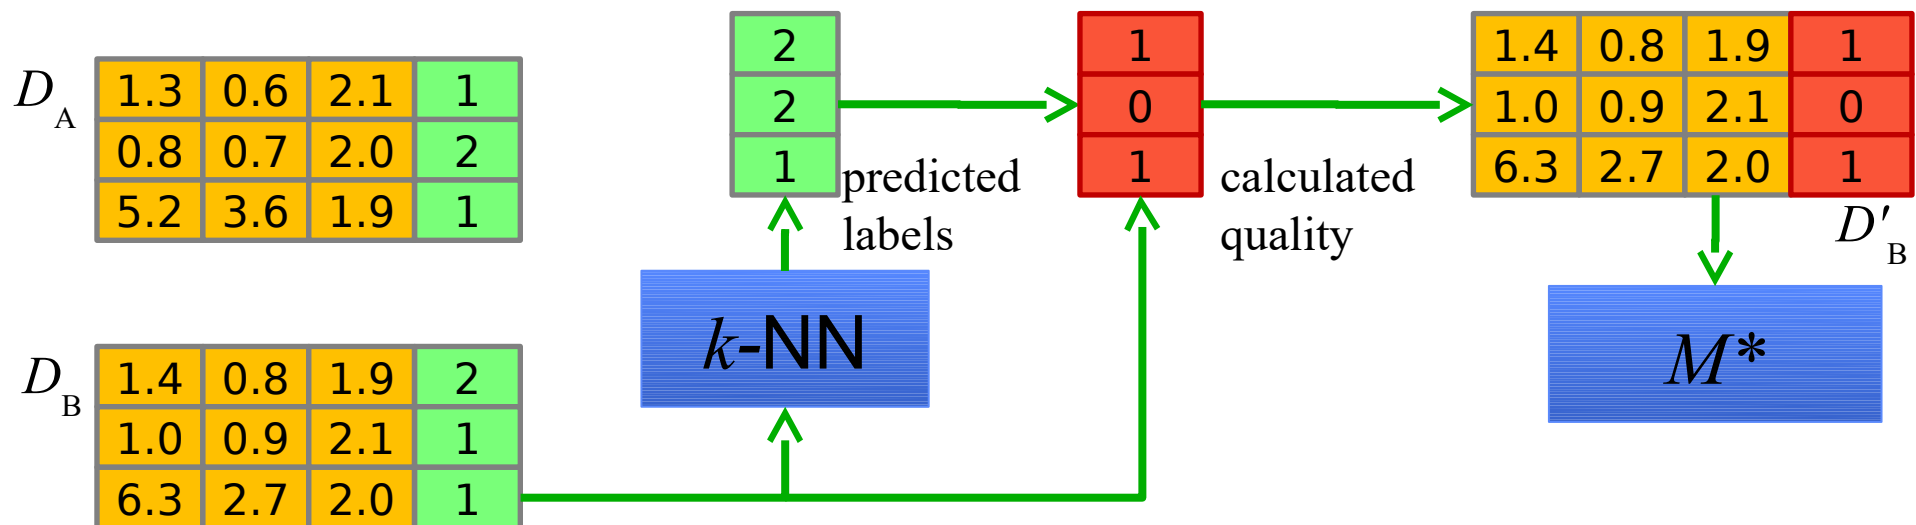 D_A
1.3 0.6 2.1 1
0.8 0.7 2.0 2
5.2 3.6 1.9 1
D_B
1.4 0.8 1.9 2
1.0 0.9 2.1 1
6.3 2.7 2.0 1
2
2
1
predicted
labels
k-NN
1
0
1
calculated
quality
1.4 0.8 1.9 1
1.0 0.9 2.1 0
6.3 2.7 2.0 1
D′_B
M*